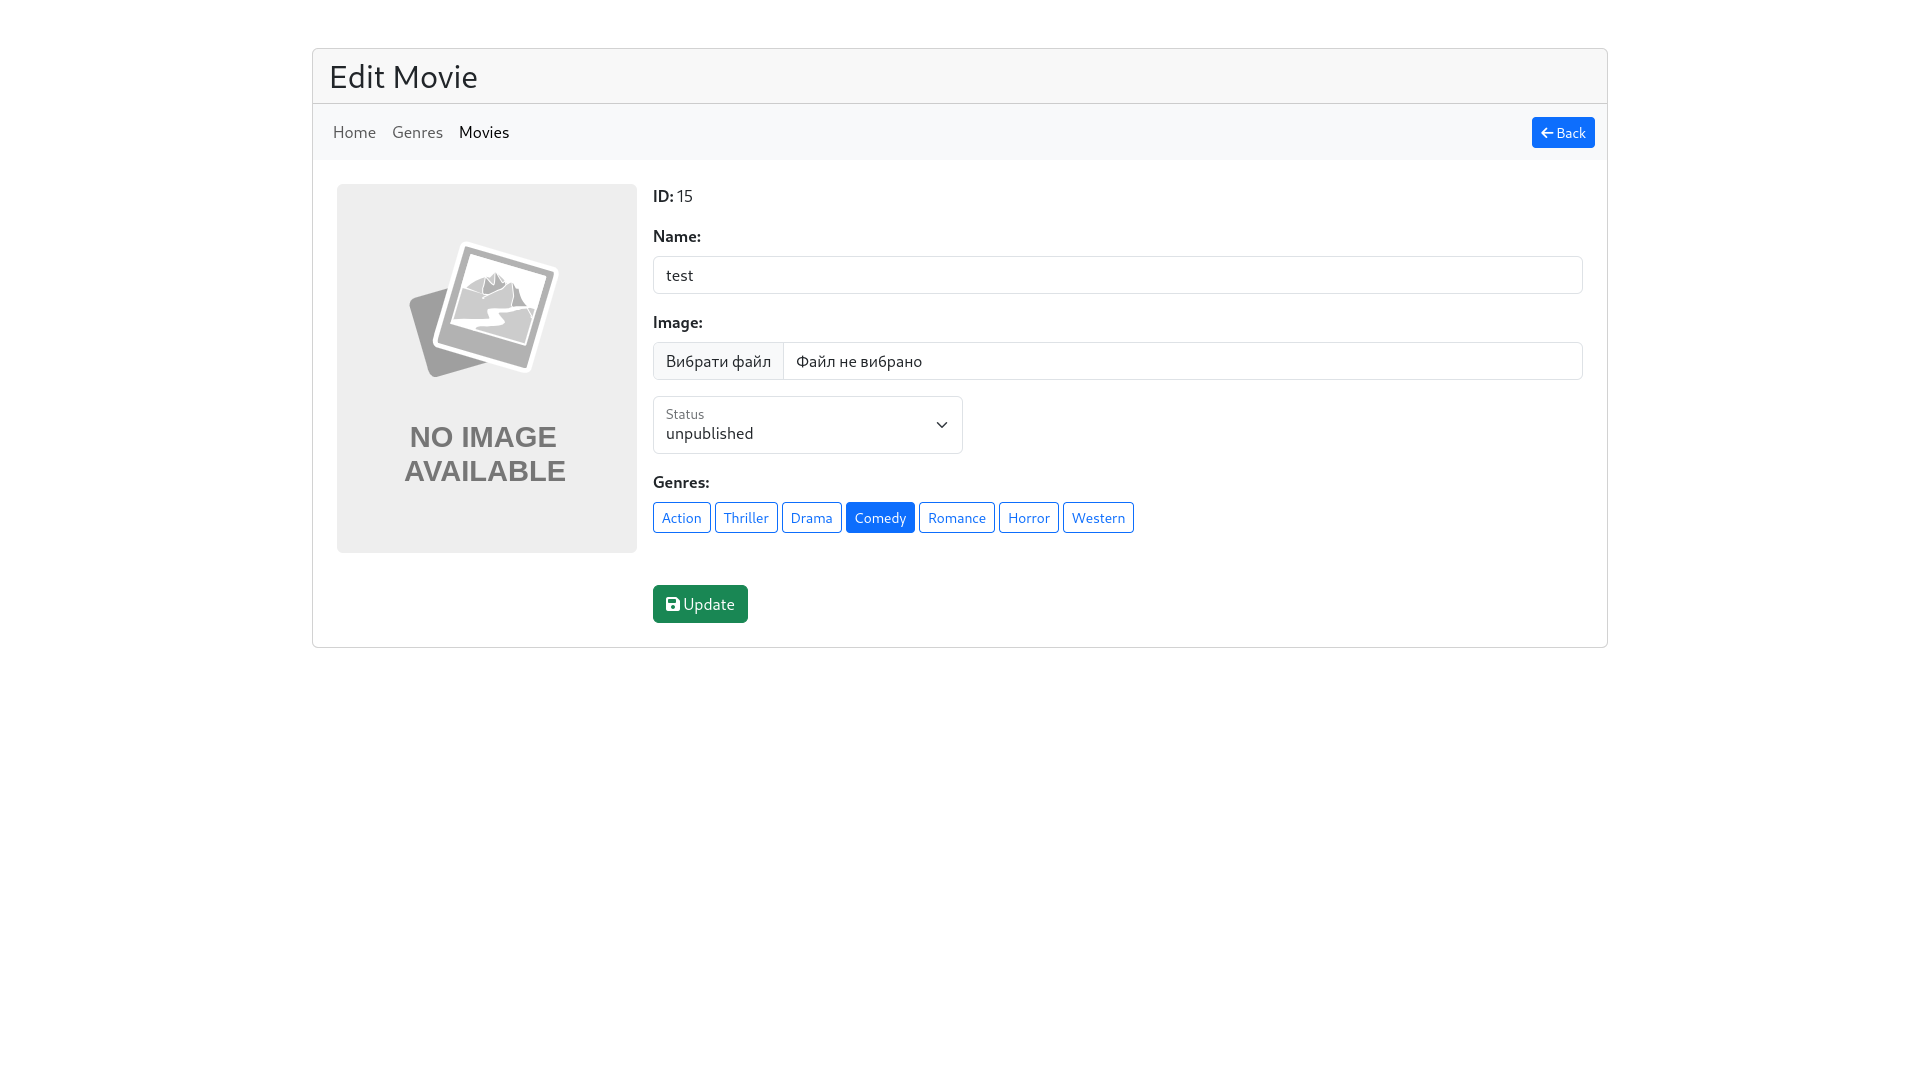 Edit Movie
Home Genres Movies
Back
NO IMAGE
AVAILABLE
ID: 15
Name:
test
Image:
Вибрати файл Файл не вибрано
Status
unpublished
Genres:
Action Thriller Drama Comedy Romance Horror Western
Update